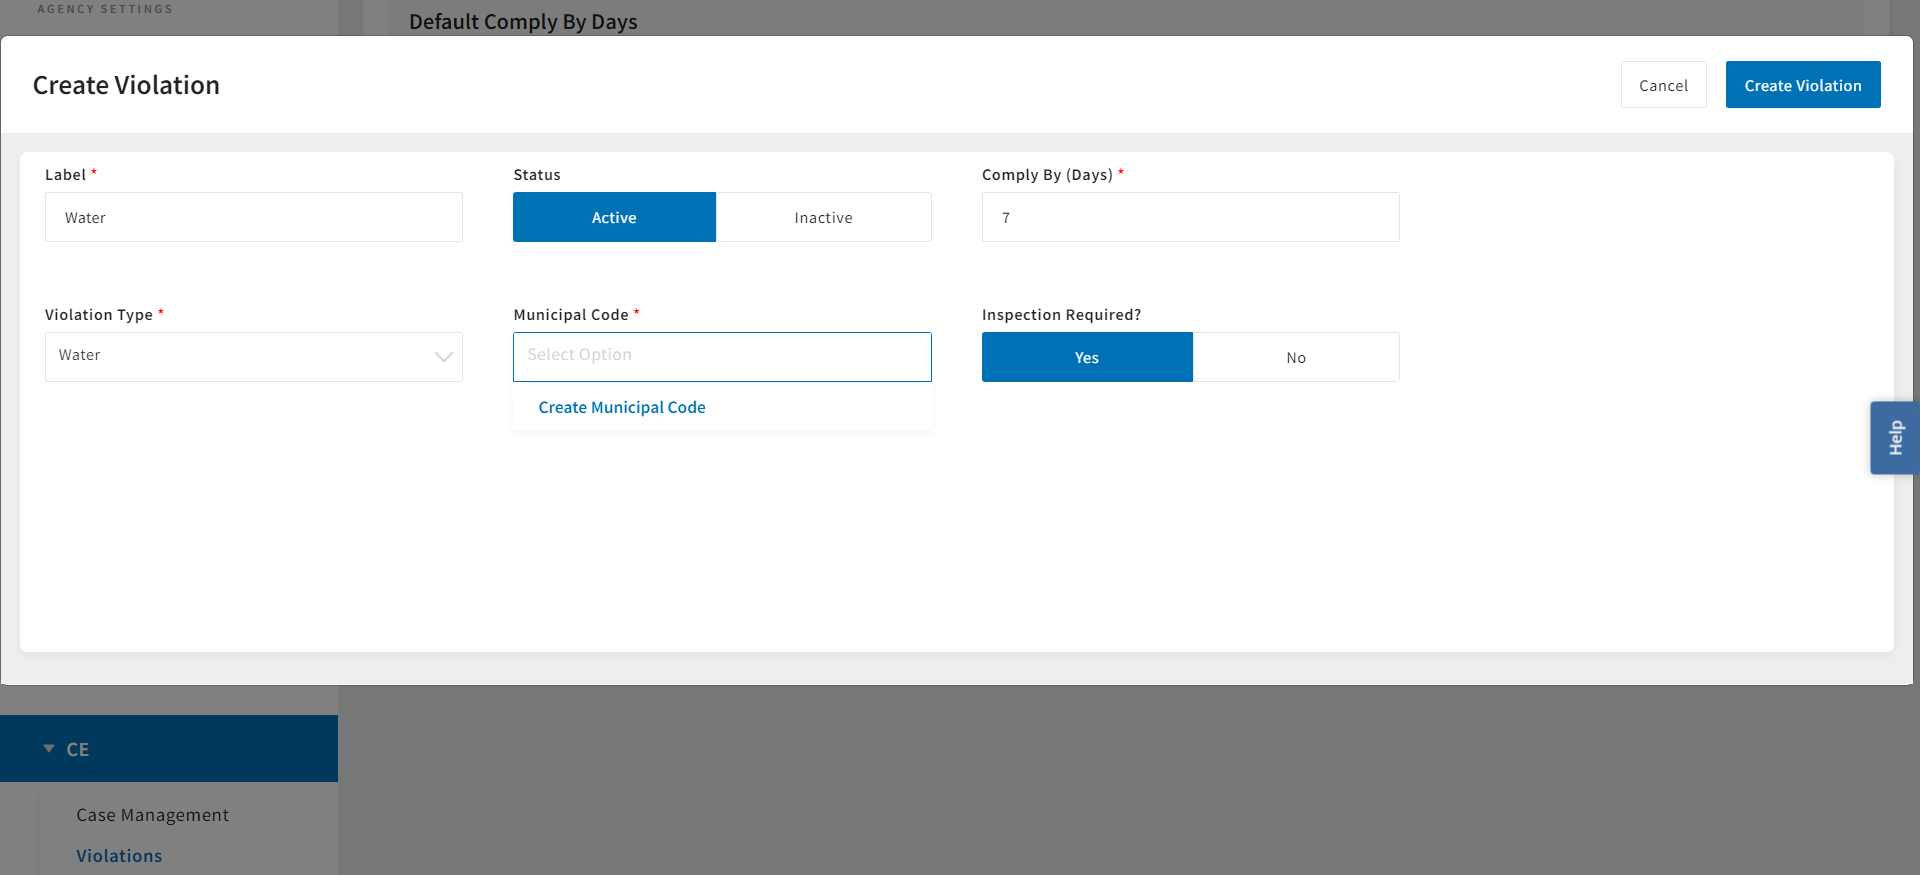 AGENCY SETTINGS
Default Comply By Days
Create Violation
Cancel
Create Violation
Label *
Status
Comply By (Days) *
Water
Active
Inactive
7
Violation Type *
Municipal Code *
Inspection Required?
Water
Select Option
Yes
No
Create Municipal Code
Help
CE
Case Management
Violations